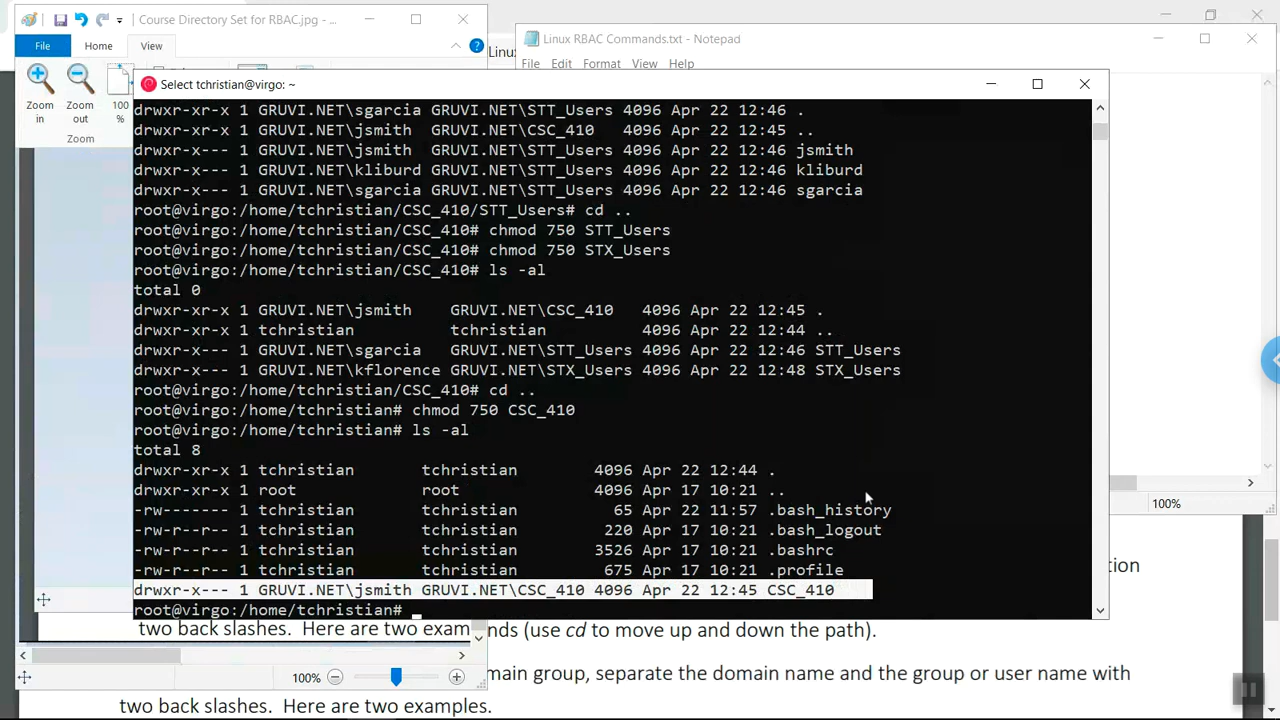 Course Directory Set for RBAC.jpg - ...
File Home View
Zoom in
Zoom out
100 %
Zoom
Linux RBAC Commands.txt - Notepad
File Edit Format View Help
Linux
Select tchristian@virgo: ~
drwxr-xr-x 1 GRUVI.NET\sgarcia GRUVI.NET\STT_Users 4096 Apr 22 12:46 .
drwxr-xr-x 1 GRUVI.NET\jsmith GRUVI.NET\CSC_410 4096 Apr 22 12:45 ..
drwxr-x--- 1 GRUVI.NET\jsmith GRUVI.NET\STT_Users 4096 Apr 22 12:46 jsmith
drwxr-x--- 1 GRUVI.NET\kliburd GRUVI.NET\STT_Users 4096 Apr 22 12:46 kliburd
drwxr-x--- 1 GRUVI.NET\sgarcia GRUVI.NET\STT_Users 4096 Apr 22 12:46 sgarcia
root@virgo:/home/tchristian/CSC_410/STT_Users# cd ..
root@virgo:/home/tchristian/CSC_410# chmod 750 STT_Users
root@virgo:/home/tchristian/CSC_410# chmod 750 STX_Users
root@virgo:/home/tchristian/CSC_410# ls -al
total 0
drwxr-xr-x 1 GRUVI.NET\jsmith GRUVI.NET\CSC_410 4096 Apr 22 12:45 .
drwxr-xr-x 1 tchristian tchristian 4096 Apr 22 12:44 ..
drwxr-x--- 1 GRUVI.NET\sgarcia GRUVI.NET\STT_Users 4096 Apr 22 12:46 STT_Users
drwxr-x--- 1 GRUVI.NET\kflorence GRUVI.NET\STX_Users 4096 Apr 22 12:48 STX_Users
root@virgo:/home/tchristian/CSC_410# cd ..
root@virgo:/home/tchristian# chmod 750 CSC_410
root@virgo:/home/tchristian# ls -al
total 8
drwxr-xr-x 1 tchristian tchristian 4096 Apr 22 12:44 .
drwxr-xr-x 1 root root 4096 Apr 17 10:21 ..
-rw------- 1 tchristian tchristian 65 Apr 22 11:57 .bash_history
-rw-r--r-- 1 tchristian tchristian 220 Apr 17 10:21 .bash_logout
-rw-r--r-- 1 tchristian tchristian 3526 Apr 17 10:21 .bashrc
-rw-r--r-- 1 tchristian tchristian 675 Apr 17 10:21 .profile
drwxr-x--- 1 GRUVI.NET\jsmith GRUVI.NET\CSC_410 4096 Apr 22 12:45 CSC_410
root@virgo:/home/tchristian#
100%
tion
two back slashes. Here are two examples.
nds (use cd to move up and down the path).
100%
main group, separate the domain name and the group or user name with
two back slashes. Here are two examples.